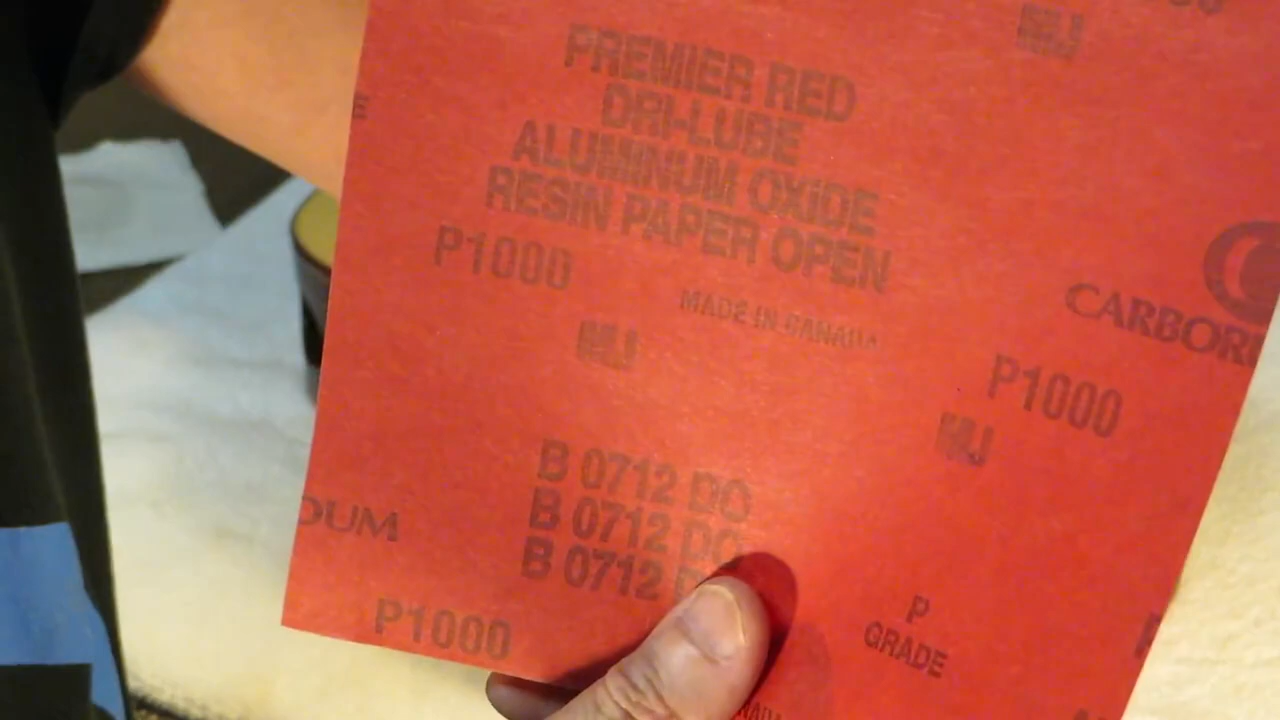 MJ
PREMIER RED
DRI-LUBE
ALUMINUM OXIDE
RESIN PAPER OPEN
E
P1000
MADE IN CANADA
CARBORU
MJ
P1000
MJ
B 0712 DO
B 0712 DO
B 0712 D
DUM
P1000
P
GRADE